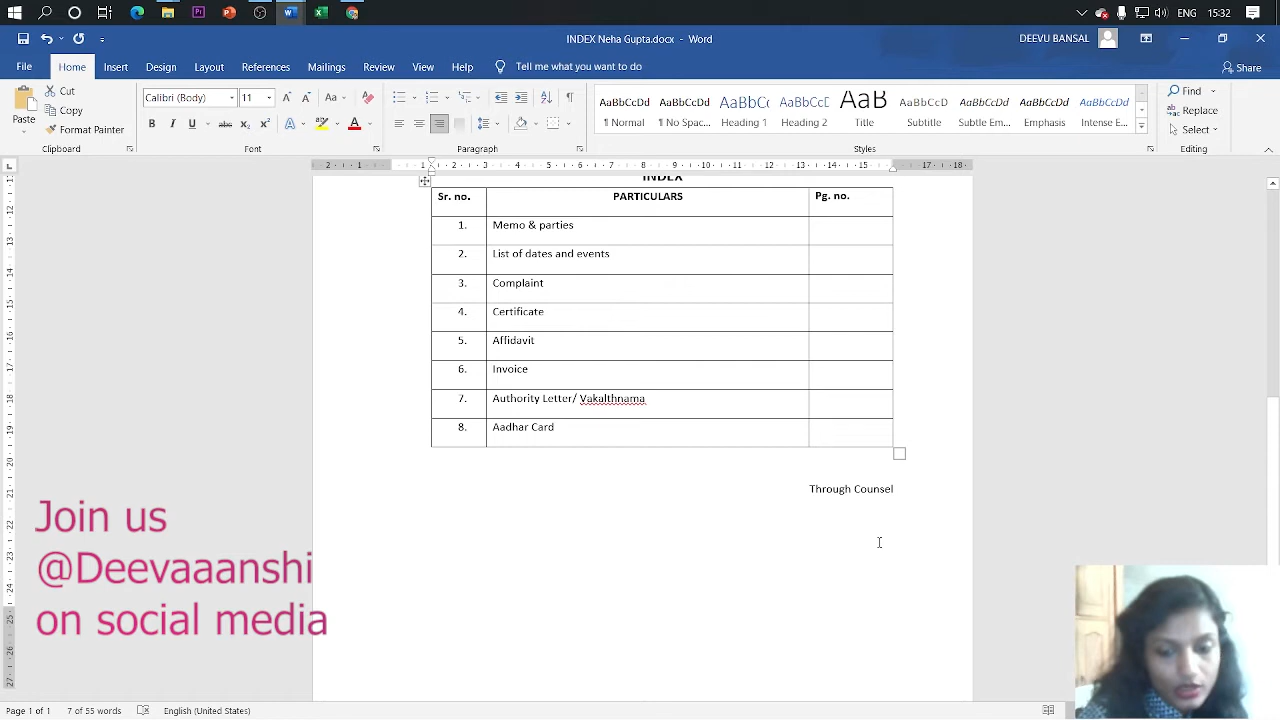 ENG 15:32
INDEX Neha Gupta.docx - Word
DEEVU BANSAL
File Home Insert Design Layout References Mailings Review View Help Tell me what you want to do Share
Paste
Cut
Copy
Format Painter
Calibri (Body) 11
B I U abc X₂ X²
AaBbCcDd AaBbCcDd AaBbCc AaBbCcD AaB AaBbCcD AaBbCcDd AaBbCcDd AaBbCcDd
¶ Normal ¶ No Spac... Heading 1 Heading 2 Title Subtitle Subtle Em... Emphasis Intense E...
Find
Replace
Select
Clipboard Font Paragraph Styles Editing
INDEX
Sr. no. PARTICULARS Pg. no.
1. Memo & parties
2. List of dates and events
3. Complaint
4. Certificate
5. Affidavit
6. Invoice
7. Authority Letter/ Vakalthnama
8. Aadhar Card
Through Counsel
Join us
@Deevaaanshi
on social media
Page 1 of 1 7 of 55 words English (United States)